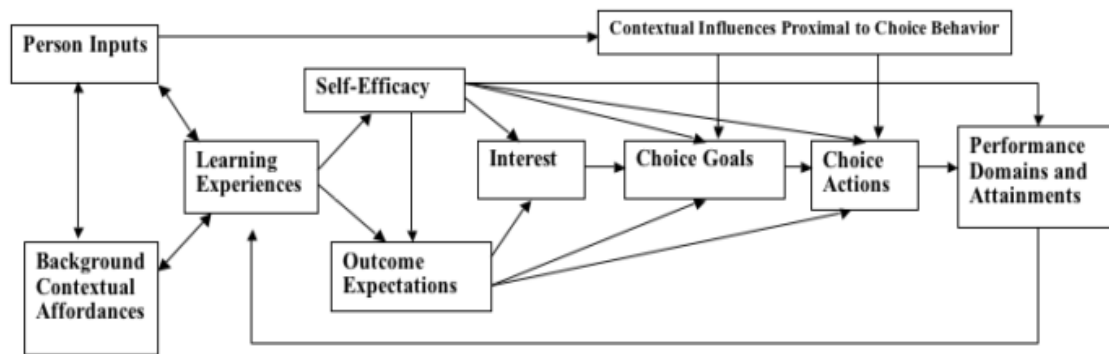 Person Inputs
Contextual Influences Proximal to Choice Behavior
Self-Efficacy
Learning
Experiences
Interest
Choice Goals
Choice
Actions
Performance
Domains and
Attainments
Background
Contextual
Affordances
Outcome
Expectations